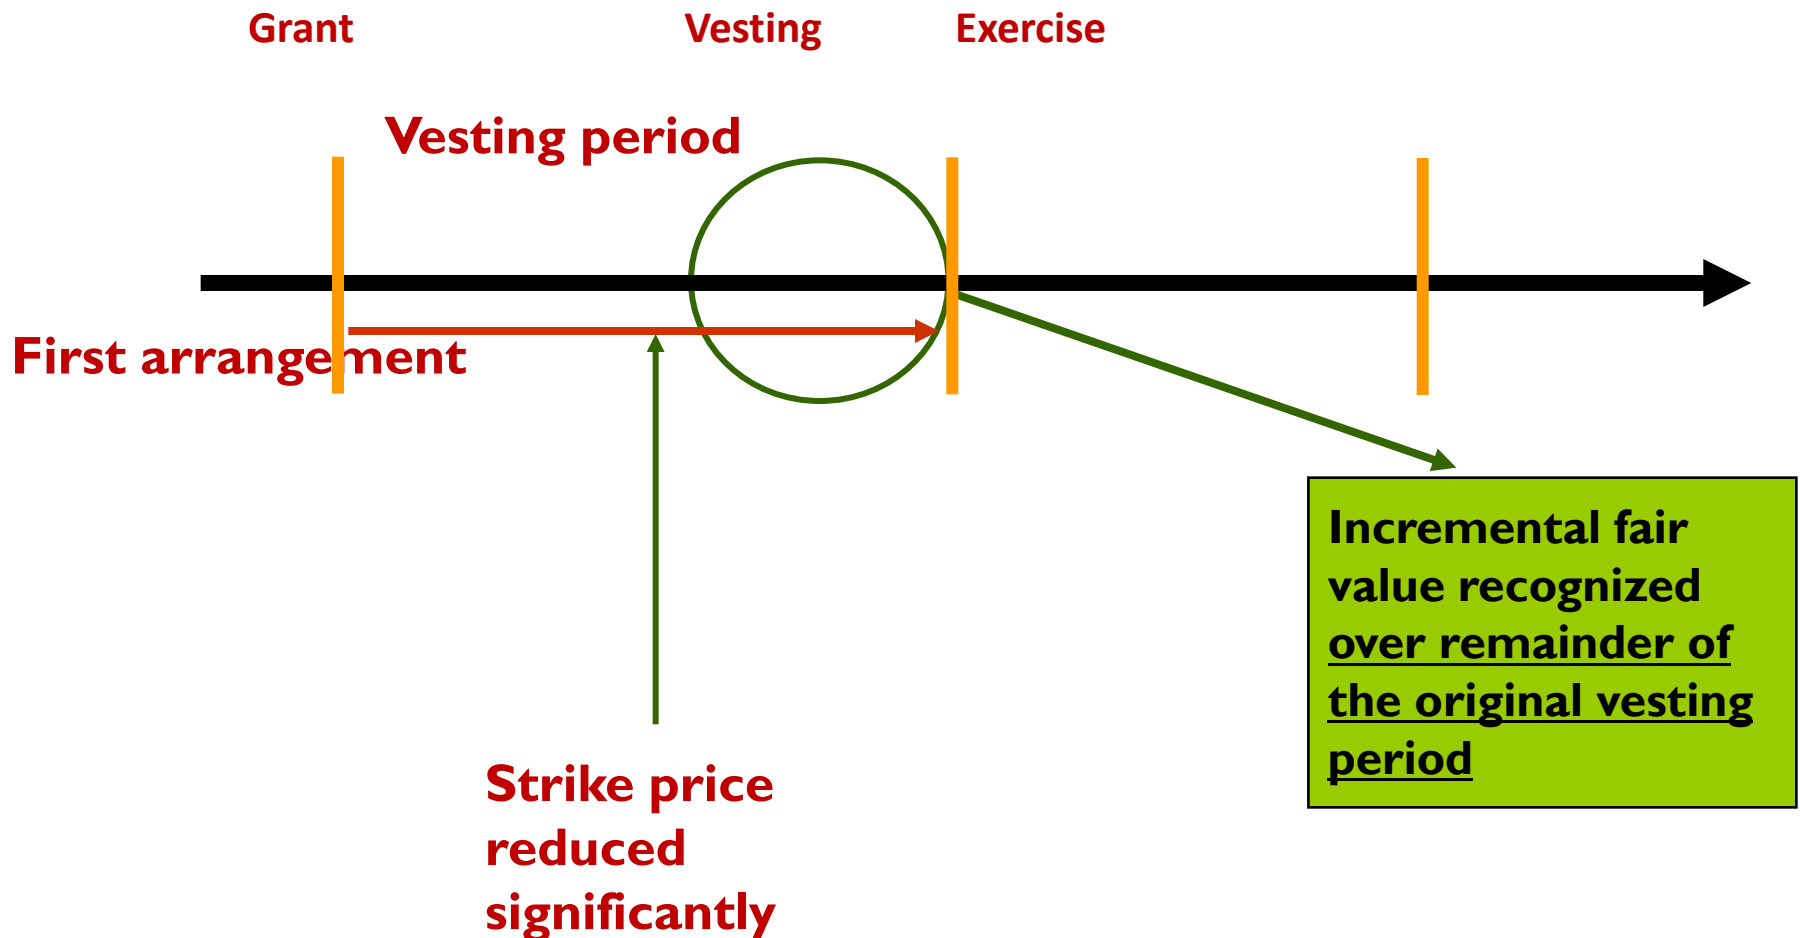 Grant Vesting Exercise
Vesting period
First arrangement
Strike price
reduced
significantly
Incremental fair
value recognized
over remainder of
the original vesting
period